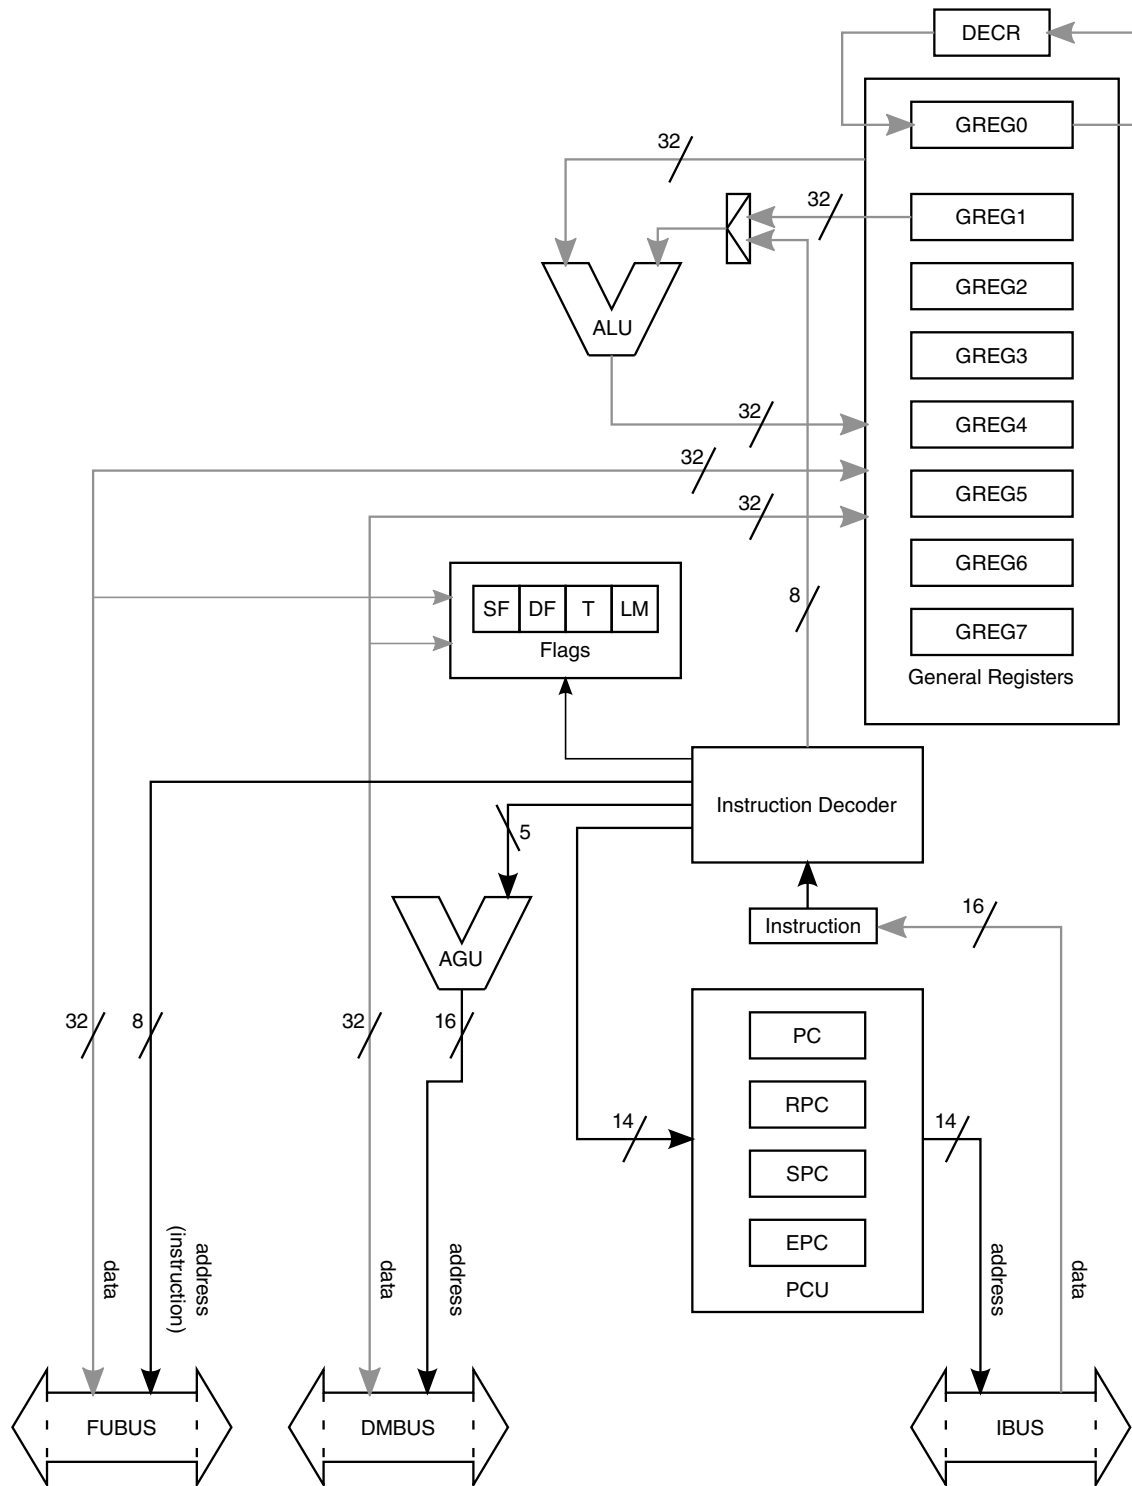 DECR
GREG0
32
32
GREG1
GREG2
ALU
GREG3
32
GREG4
32
GREG5
32
GREG6
8
SF DF T LM
GREG7
Flags
General Registers
Instruction Decoder
5
16
Instruction
AGU
32
8
32
16
PC
RPC
14
14
SPC
EPC
PCU
data
address
(instruction)
data
address
address
data
FUBUS
DMBUS
IBUS